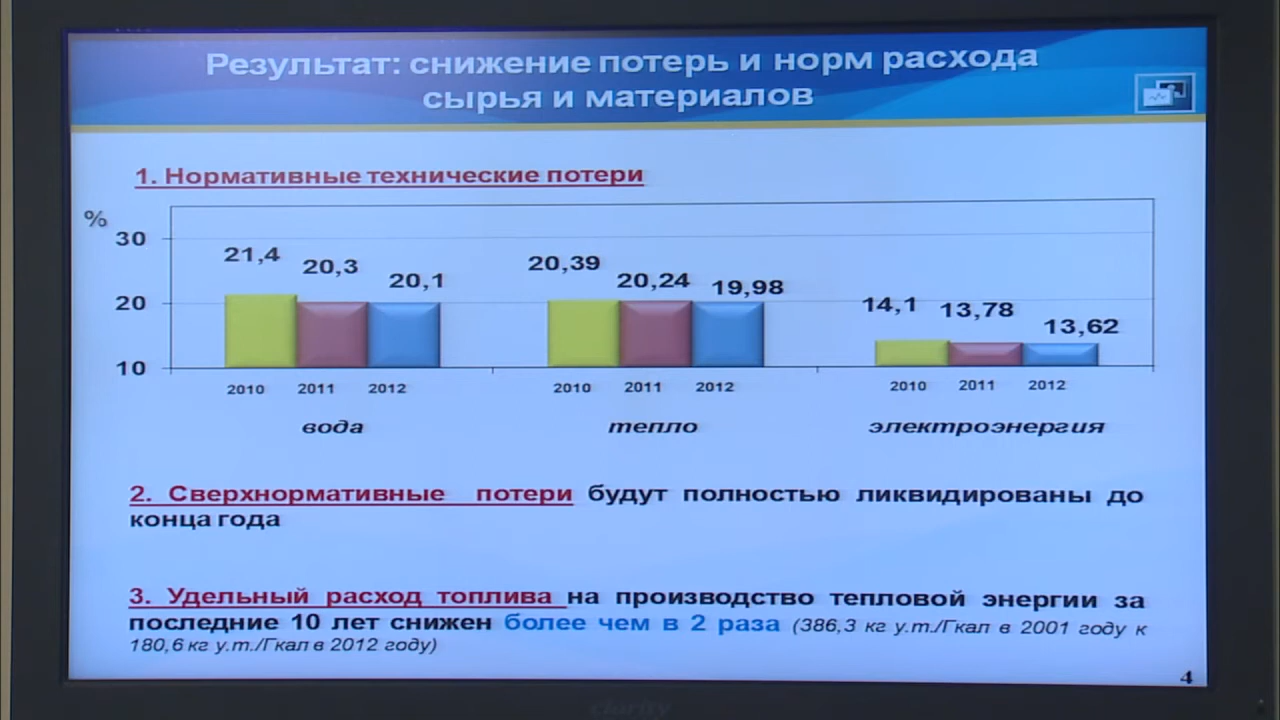 Результат: снижение потерь и норм расхода
сырья и материалов
1. Нормативные технические потери
%
30
20
10
21,4 20,3 20,1
20,39 20,24 19,98
14,1 13,78 13,62
2010 2011 2012 2010 2011 2012 2010 2011 2012
вода тепло электроэнергия
2. Сверхнормативные потери будут полностью ликвидированы до
конца года
3. Удельный расход топлива на производство тепловой энергии за
последние 10 лет снижен более чем в 2 раза (386,3 кг у.т./Гкал в 2001 году к
180,6 кг у.т./Гкал в 2012 году)
4
clarity